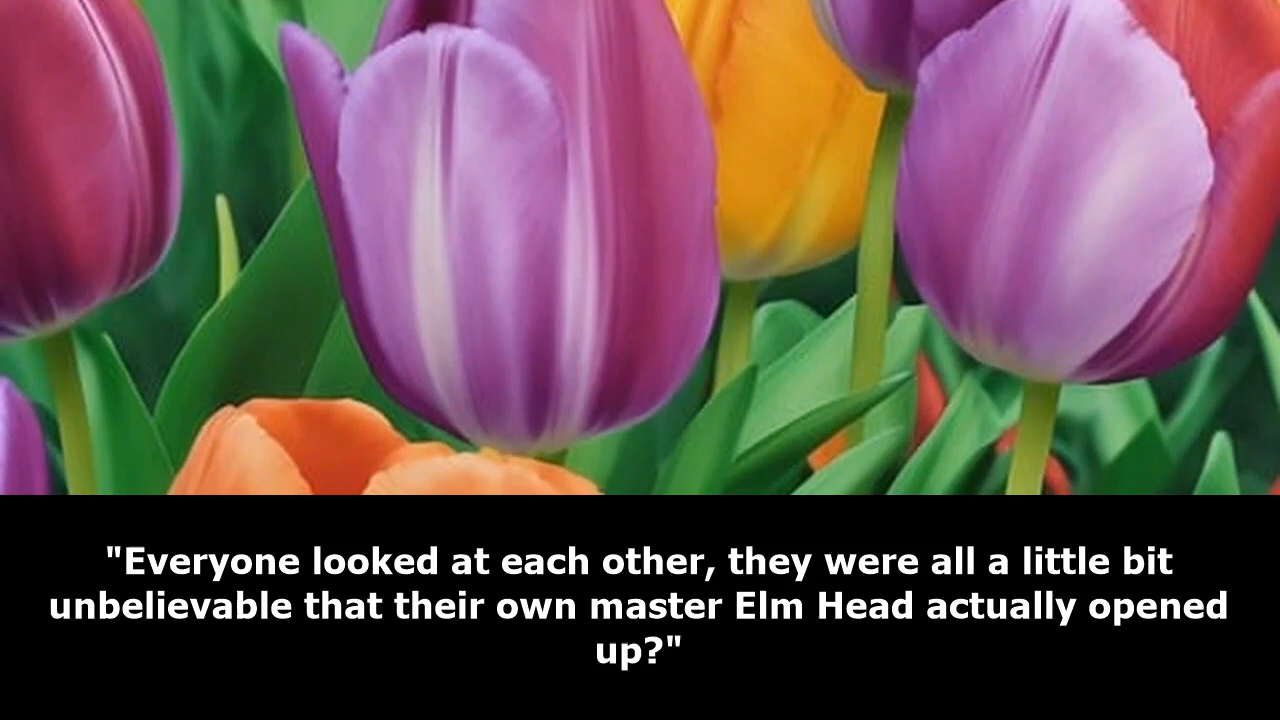 "Everyone looked at each other, they were all a little bit
unbelievable that their own master Elm Head actually opened
up?"